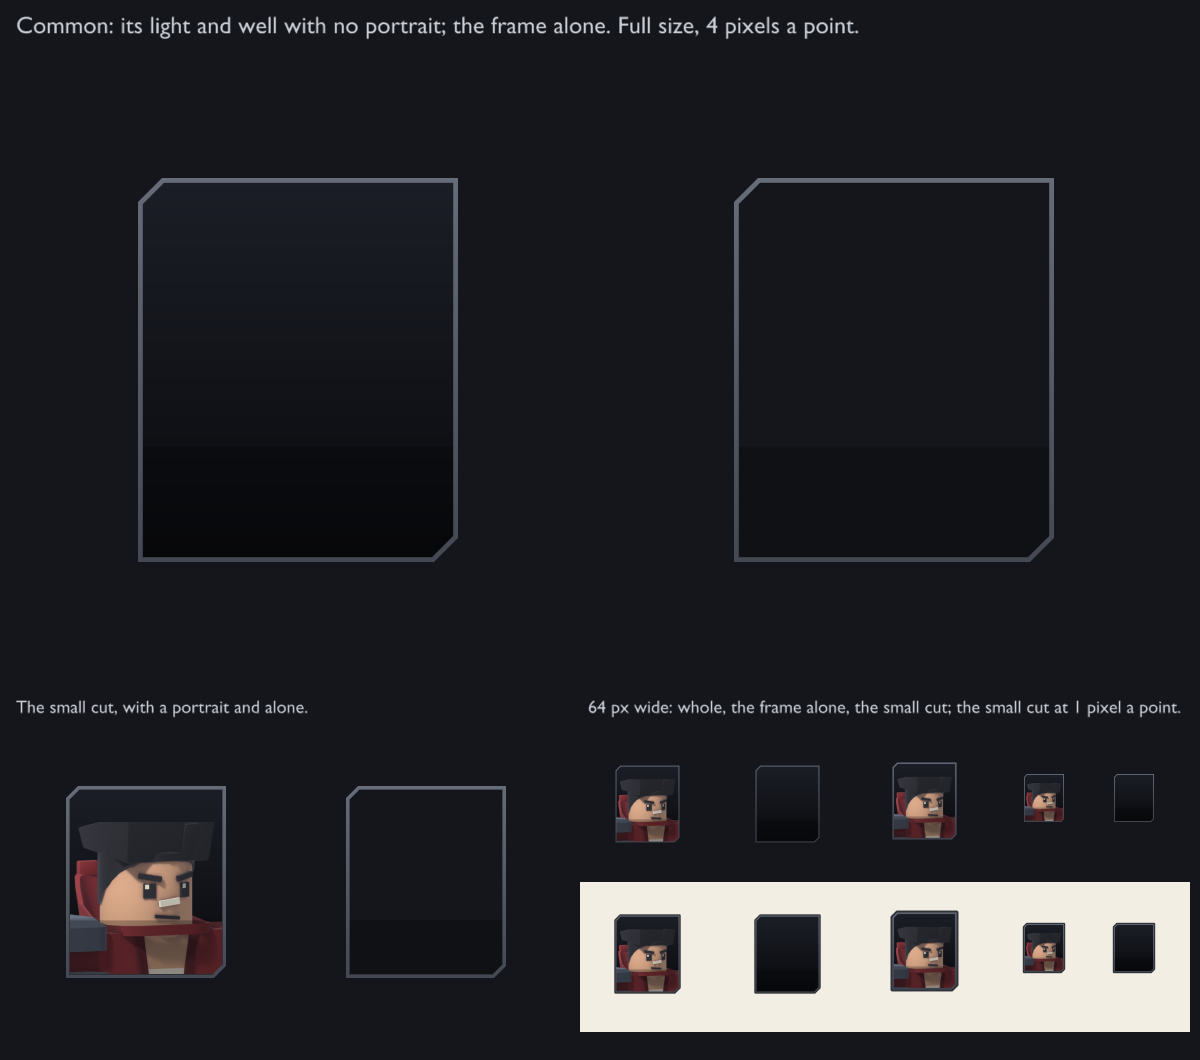 Common: its light and well with no portrait; the frame alone. Full size, 4 pixels a point.
The small cut, with a portrait and alone.
64 px wide: whole, the frame alone, the small cut; the small cut at 1 pixel a point.